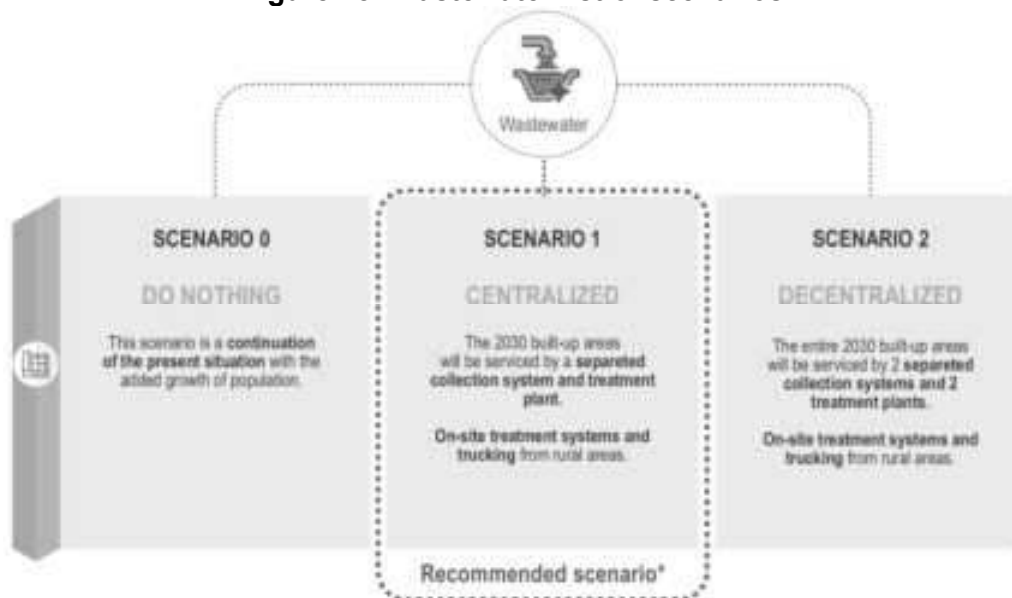 Wastewater
SCENARIO 0
DO NOTHING
This scenario is a continuation
of the present situation with the
added growth of population.
SCENARIO 1
CENTRALIZED
The 2030 built-up areas
will be serviced by a separeted
collection system and treatment
plant.
On-site treatment systems and
trucking from rural areas.
Recommended scenario*
SCENARIO 2
DECENTRALIZED
The entire 2030 built-up areas
will be serviced by 2 separeted
collection systems and 2
treatment plants.
On-site treatment systems and
trucking from rural areas.